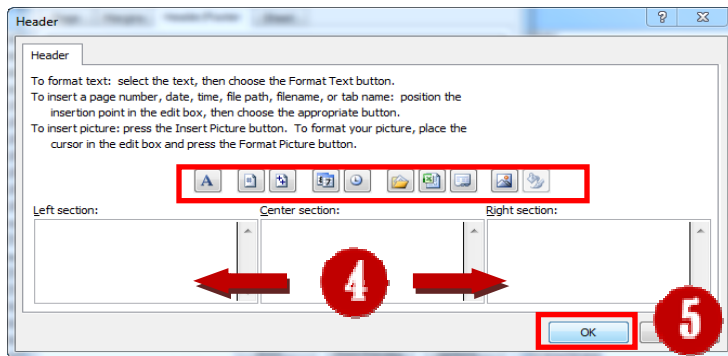 Header
Header
To format text: select the text, then choose the Format Text button.
To insert a page number, date, time, file path, filename, or tab name: position the
insertion point in the edit box, then choose the appropriate button.
To insert picture: press the Insert Picture button. To format your picture, place the
cursor in the edit box and press the Format Picture button.
A
Left section:
Center section:
Right section:
4
OK
5